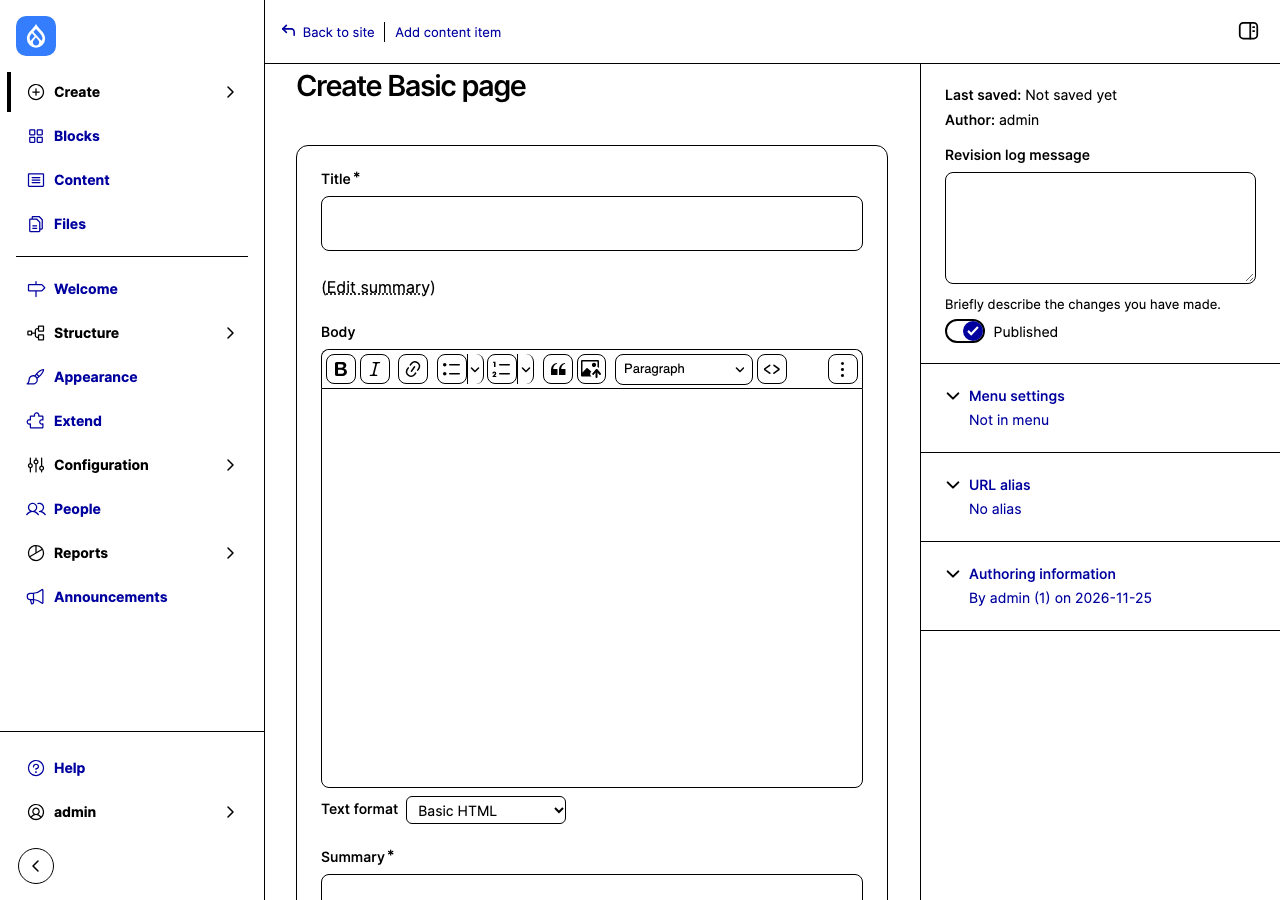 Create
Blocks
Content
Files
Welcome
Structure
Appearance
Extend
Configuration
People
Reports
Announcements
Help
admin
Back to site
Add content item
Create Basic page
Title*
(Edit summary)
Body
Paragraph
Text format
Basic HTML
Summary*
Last saved: Not saved yet
Author: admin
Revision log message
Briefly describe the changes you have made.
Published
Menu settings
Not in menu
URL alias
No alias
Authoring information
By admin (1) on 2026-11-25